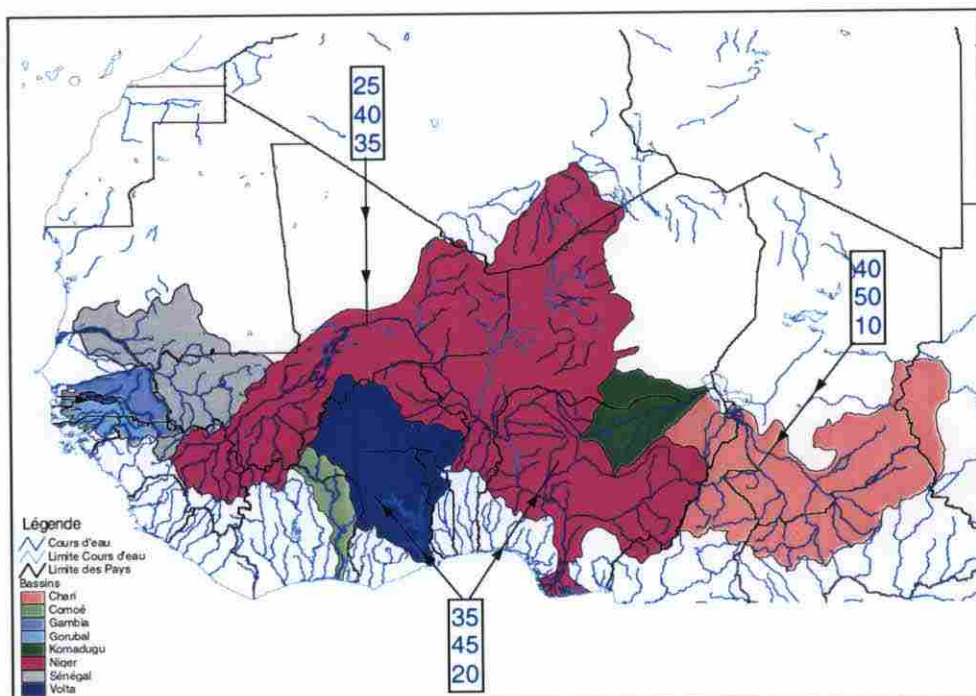 25
40
35
40
50
10
Légende
Cours d'eau
Limite Cours d'eau
Limite des Pays
Bassins
Chari
Comoé
Gambia
Gorubal
Komadugu
Niger
Sénégal
Volta
35
45
20